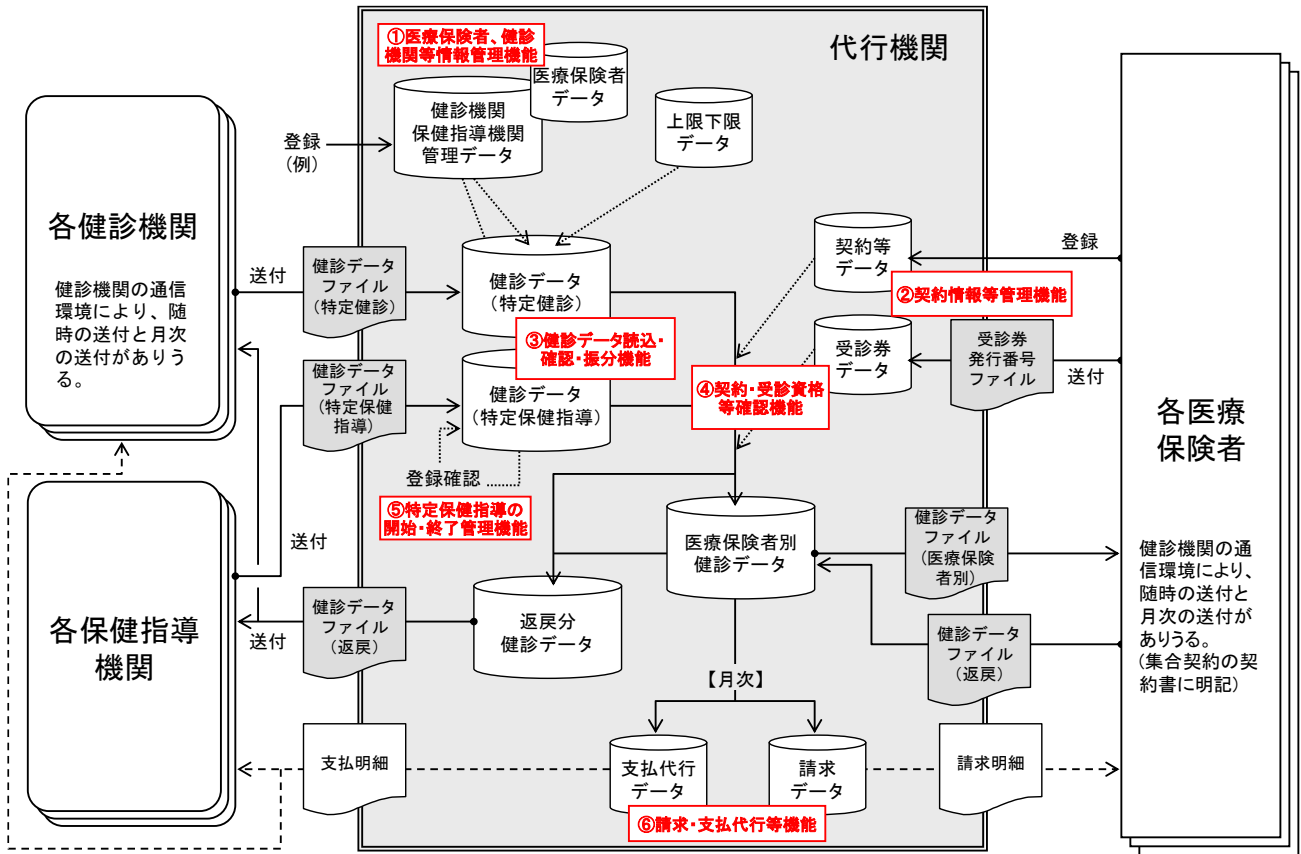 代行機関
①医療保険者、健診
機関等情報管理機能
医療保険者
データ
健診機関
保健指導機関
管理データ
上限下限
データ
登録
(例)
各健診機関
健診機関の通信
環境により、随
時の送付と月次
の送付がありう
る。
送付
健診データ
ファイル
(特定健診)
健診データ
(特定健診)
契約等
データ
登録
②契約情報等管理機能
③健診データ読込・
確認・振分機能
受診券
データ
受診券
発行番号
ファイル
送付
健診データ
ファイル
(特定保健
指導)
健診データ
(特定保健指導)
④契約・受診資格
等確認機能
各医療
保険者
登録確認
⑤特定保健指導の
開始・終了管理機能
送付
医療保険者別
健診データ
健診データ
ファイル
(医療保険
者別)
健診機関の通
信環境により、
随時の送付と
月次の送付が
ありうる。
(集合契約の契
約書に明記)
各保健指導
機関
送付
健診データ
ファイル
(返戻)
返戻分
健診データ
健診データ
ファイル
(返戻)
【月次】
支払明細
支払代行
データ
請求
データ
請求明細
⑥請求・支払代行等機能